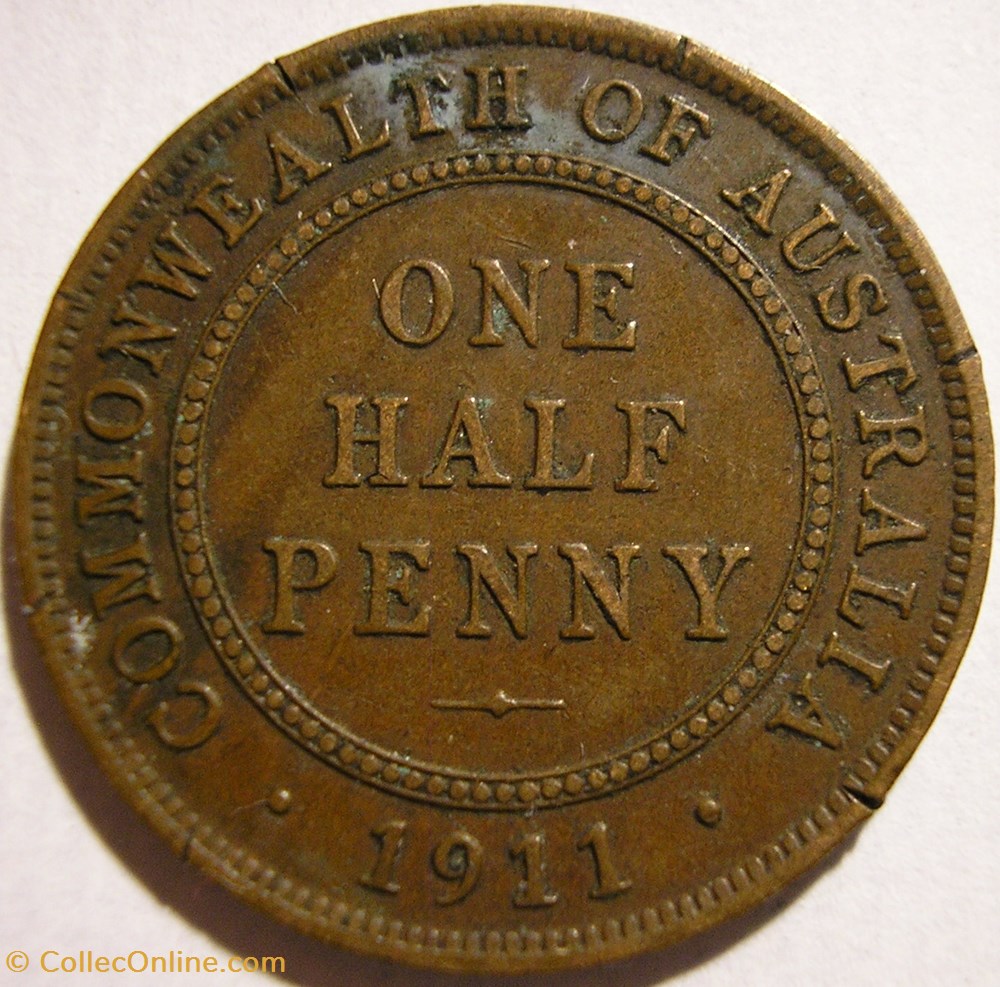 COMMONWEALTH OF AUSTRALIA
ONE
HALF
PENNY
· 1911 ·
© CollecOnline.com